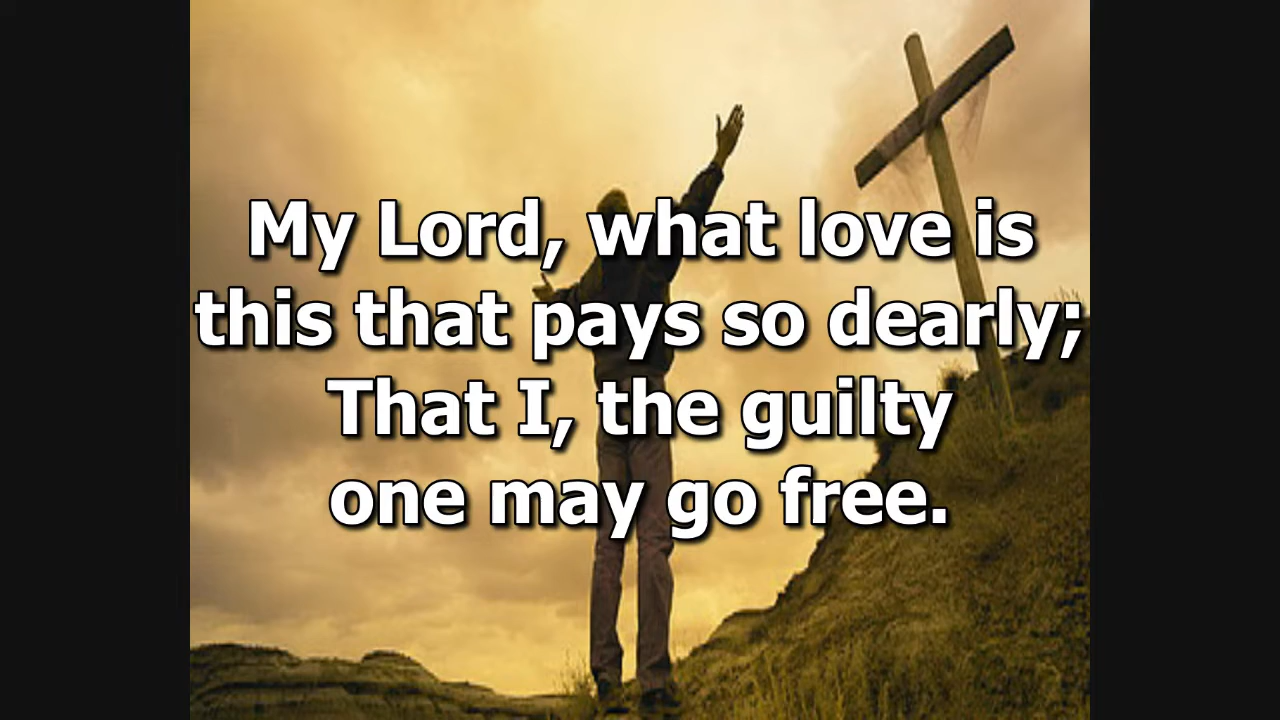 My Lord, what love is
this that pays so dearly;
That I, the guilty
one may go free.